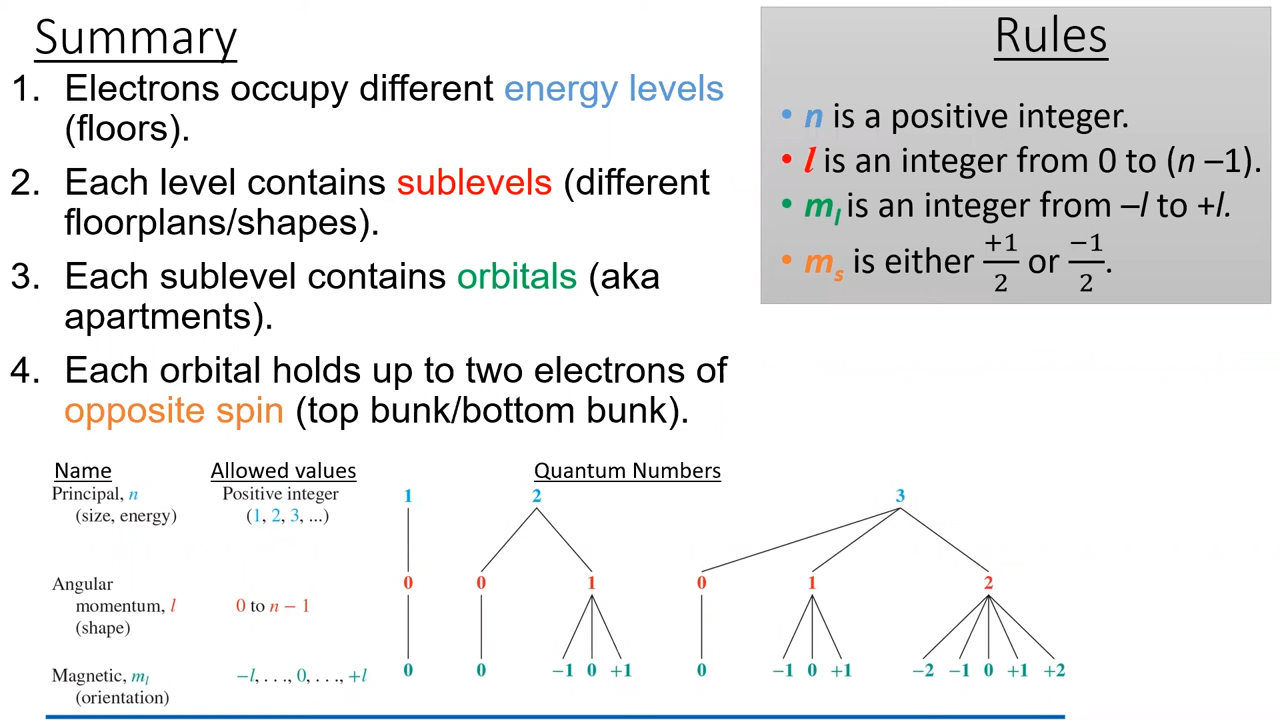 Summary
1. Electrons occupy different energy levels
(floors).
2. Each level contains sublevels (different
floorplans/shapes).
3. Each sublevel contains orbitals (aka
apartments).
4. Each orbital holds up to two electrons of
opposite spin (top bunk/bottom bunk).
Rules
• n is a positive integer.
• l is an integer from 0 to (n –1).
• mₗ is an integer from –l to +l.
• mₛ is either +1/2 or −1/2.
Name Allowed values Quantum Numbers
Principal, n Positive integer 1 2 3
(size, energy) (1, 2, 3, ...)
Angular 0 0 1 0 1 2
momentum, l 0 to n − 1
(shape)
Magnetic, mₗ −l, . . ., 0, . . ., +l 0 0 −1 0 +1 0 −1 0 +1 −2 −1 0 +1 +2
(orientation)